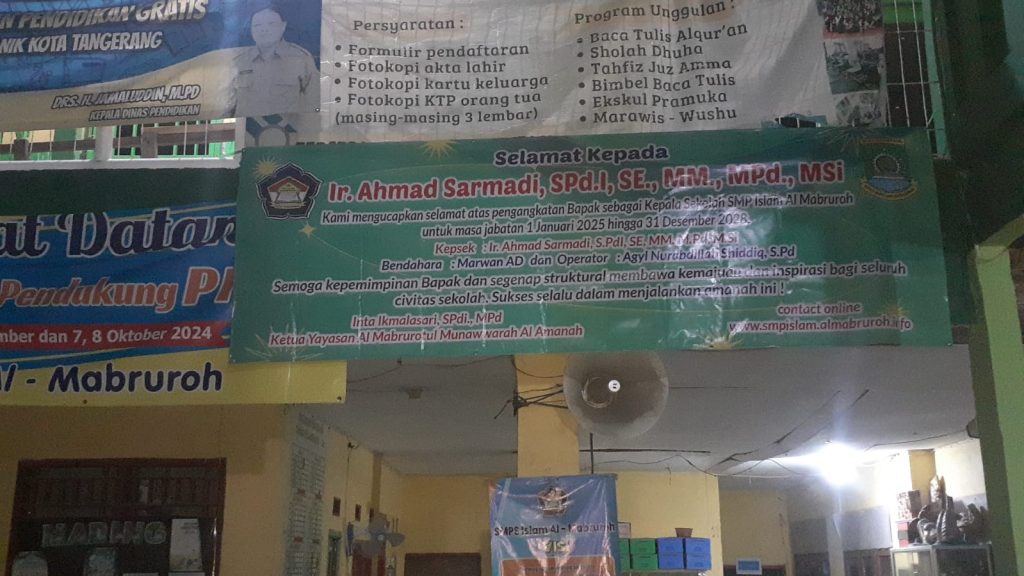 N PENDIDIKAN GRATIS
NIK KOTA TANGERANG
DRS.H.JAMALUDDIN,M.PD
KEPALA DINAS PENDIDIKAN
Persyaratan :
• Formulir pendaftaran
• Fotokopi akta lahir
• Fotokopi kartu keluarga
• Fotokopi KTP orang tua
(masing-masing 3 lembar)
Program Unggulan :
• Baca Tulis Alqur'an
• Sholah Dhuha
• Tahfiz Juz Amma
• Bimbel Baca Tulis
• Ekskul Pramuka
• Marawis - Wushu
Selamat Kepada
Ir. Ahmad Sarmadi, SPd.I, SE., MM., MPd., MSi
Kami mengucapkan selamat atas pengangkatan Bapak sebagai Kepala Sekolah SMP Islam Al Mabruroh
untuk masa jabatan 1 Januari 2025 hingga 31 Desember 2028.
Kepsek : Ir. Ahmad Sarmadi, S.PdI, SE, MM, M.Pd, M.Si
Bendahara : Marwan AD dan Operator : Agyl Shiddiq, S.Pd
Semoga kepemimpinan Bapak dan segenap struktural membawa kemajuan dan inspirasi bagi seluruh
civitas sekolah. Sukses selalu dalam menjalankan amanah ini !
Inta Ikmalasari, SPdi., MPd
Ketua Yayasan Al Mabrurotul Munawwarah Al Amanah
contact online
www.smpislam.almabruroh.info
at Datan
Pendukung
mber dan 7, 8 Oktober 2024
Al - Mabruroh
MADING
SMPS Islam Al - Mabruroh